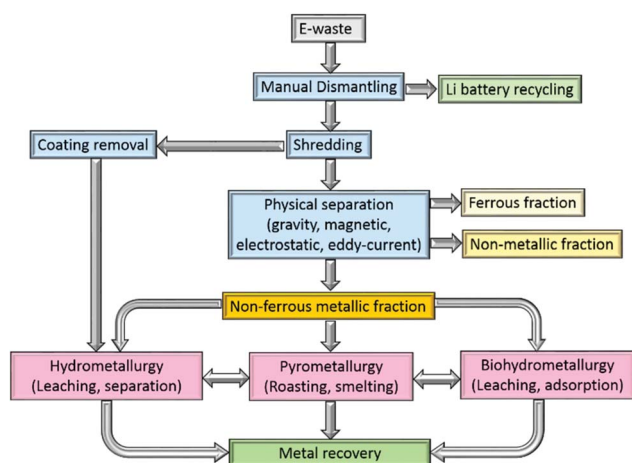 E-waste
Manual Dismantling
Li battery recycling
Coating removal
Shredding
Physical separation
(gravity, magnetic,
electrostatic, eddy-current)
Ferrous fraction
Non-metallic fraction
Non-ferrous metallic fraction
Hydrometallurgy
(Leaching, separation)
Pyrometallurgy
(Roasting, smelting)
Biohydrometallurgy
(Leaching, adsorption)
Metal recovery